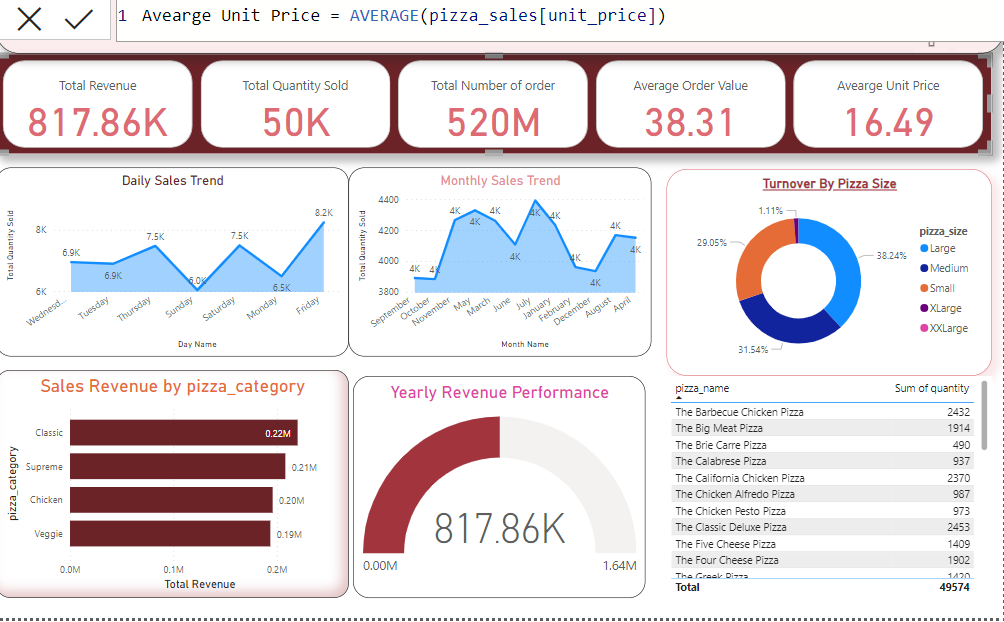 1 Avearge Unit Price = AVERAGE(pizza_sales[unit_price])
Total Revenue
817.86K
Total Quantity Sold
50K
Total Number of order
520M
Average Order Value
38.31
Avearge Unit Price
16.49
Daily Sales Trend
Total Quantity Sold
8K
6K
6.9K
6.9K
7.5K
6.0K
7.5K
6.5K
8.2K
Wednesd...
Tuesday
Thursday
Sunday
Saturday
Monday
Friday
Day Name
Monthly Sales Trend
Total Quantity Sold
4400
4200
4000
3800
4K
4K
4K
4K
4K
4K
4K
4K
4K
4K
4K
4K
September
October
November
May
March
June
July
January
February
December
August
April
Month Name
Turnover By Pizza Size
1.11%
29.05%
38.24%
31.54%
pizza_size
Large
Medium
Small
XLarge
XXLarge
Sales Revenue by pizza_category
pizza_category
Classic
0.22M
Supreme
0.21M
Chicken
0.20M
Veggie
0.19M
0.0M
0.1M
0.2M
Total Revenue
Yearly Revenue Performance
817.86K
0.00M
1.64M
pizza_name Sum of quantity
The Barbecue Chicken Pizza 2432
The Big Meat Pizza 1914
The Brie Carre Pizza 490
The Calabrese Pizza 937
The California Chicken Pizza 2370
The Chicken Alfredo Pizza 987
The Chicken Pesto Pizza 973
The Classic Deluxe Pizza 2453
The Five Cheese Pizza 1409
The Four Cheese Pizza 1902
The Greek Pizza 1420
Total 49574